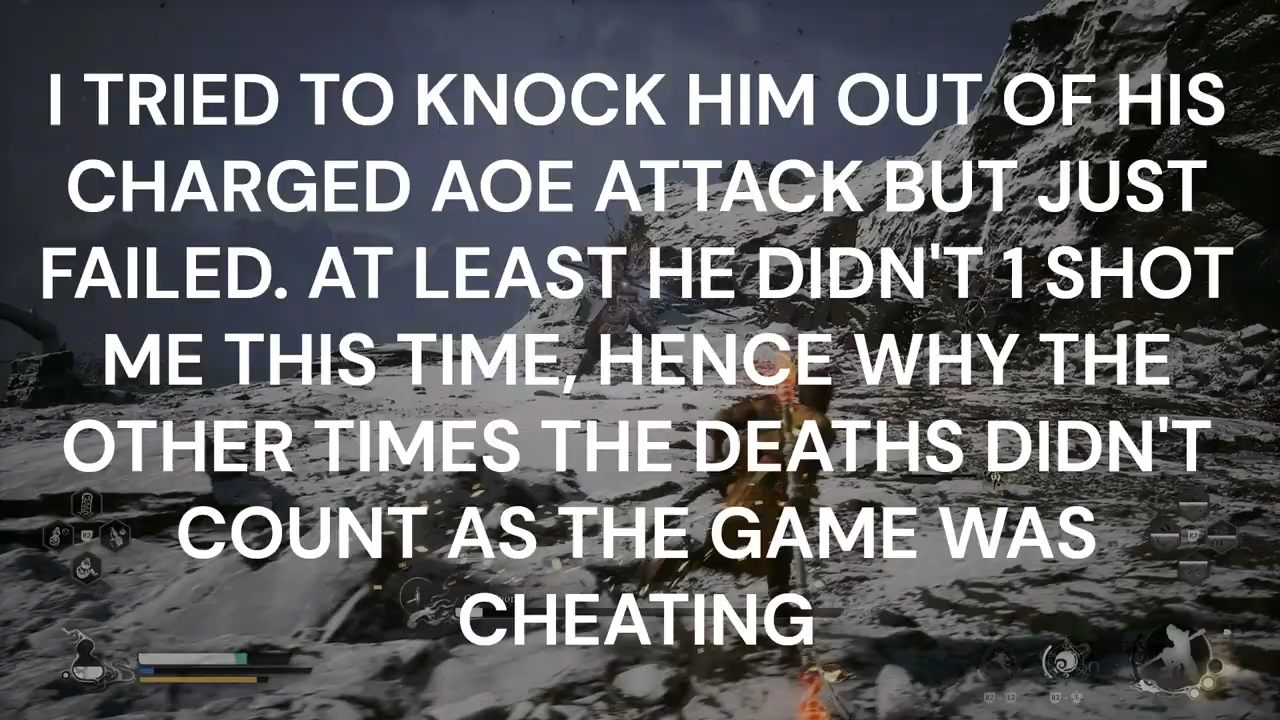 I TRIED TO KNOCK HIM OUT OF HIS
CHARGED AOE ATTACK BUT JUST
FAILED. AT LEAST HE DIDN'T 1 SHOT
ME THIS TIME, HENCE WHY THE
OTHER TIMES THE DEATHS DIDN'T
COUNT AS THE GAME WAS
CHEATING